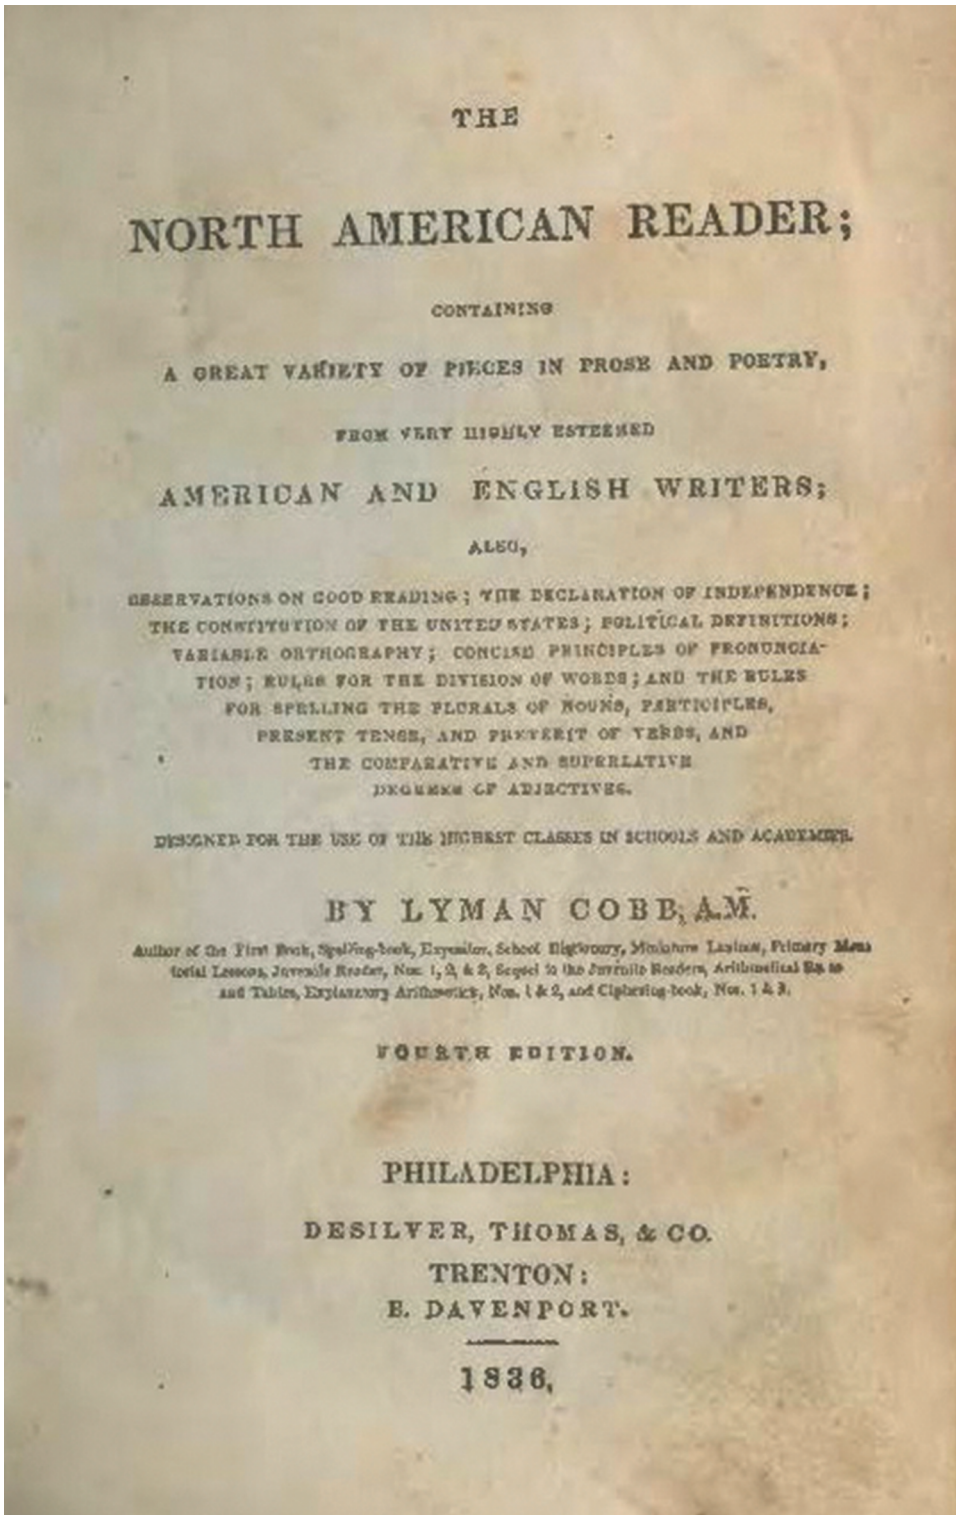 THE
NORTH AMERICAN READER;
CONTAINING
A GREAT VARIETY OF PIECES IN PROSE AND POETRY,
FROM VERY HIGHLY ESTEEMED
AMERICAN AND ENGLISH WRITERS;
ALSO,
OBSERVATIONS ON GOOD READING; THE DECLARATION OF INDEPENDENCE;
THE CONSTITUTION OF THE UNITED STATES; POLITICAL DEFINITIONS;
VARIABLE ORTHOGRAPHY; CONCISE PRINCIPLES OF PRONUNCIA-
TION; RULES FOR THE DIVISION OF WORDS; AND THE RULES
FOR SPELLING THE PLURALS OF NOUNS, PARTICIPLES,
PRESENT TENSE, AND PRETERIT OF VERBS, AND
THE COMPARATIVE AND SUPERLATIVE
DEGREES OF ADJECTIVES.
DESIGNED FOR THE USE OF THE HIGHEST CLASSES IN SCHOOLS AND ACADEMIES.
BY LYMAN COBB, A.M.
Author of the First Book, Spelling-book, Expositor, School Dictionary, Miniature Lexicon, Primary
Lessons, Juvenile Reader, Nos. 1, 2, & 3, Sequel to the Juvenile Readers, Arithmetical
and Tables, Explanatory Arithmetick, Nos. 1 & 2, and Ciphering-book, Nos. 1 & 2.
FOURTH EDITION.
PHILADELPHIA:
DESILVER, THOMAS, & CO.
TRENTON:
E. DAVENPORT.
1836.